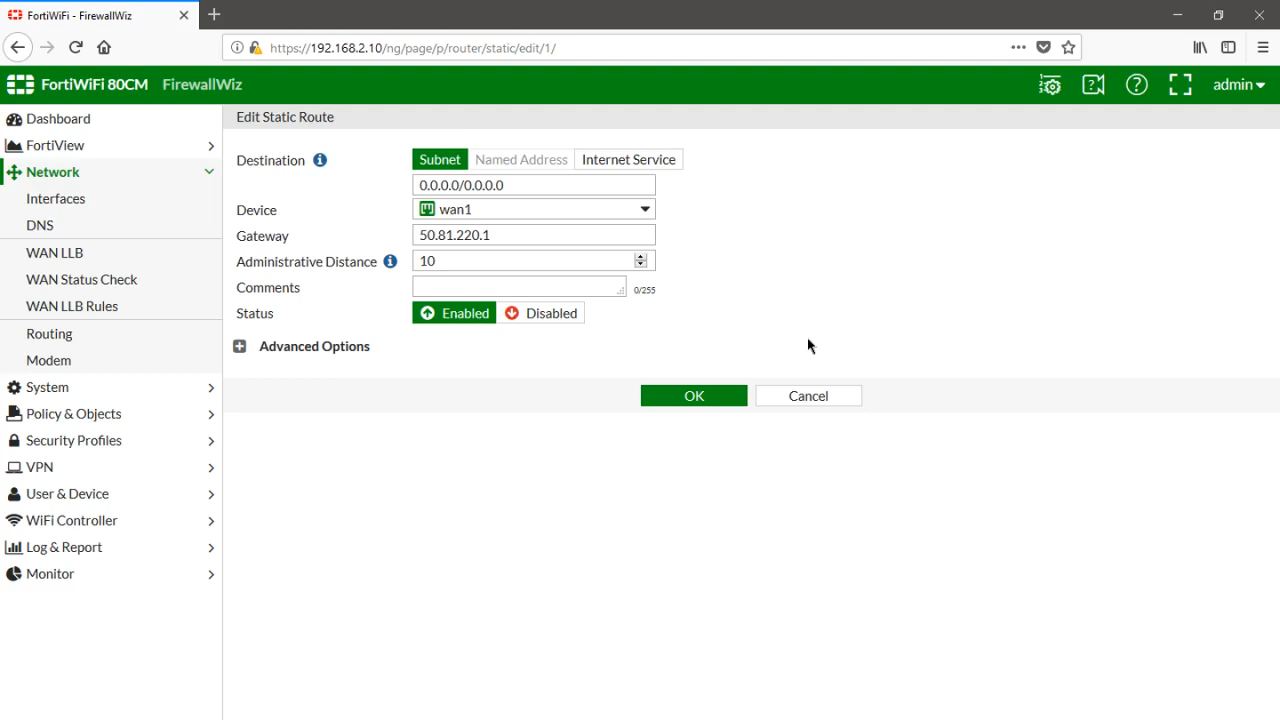 FortiWiFi - FirewallWiz
https://192.168.2.10/ng/page/p/router/static/edit/1/
FortiWiFi 80CM FirewallWiz
admin
Dashboard
FortiView
Network
Interfaces
DNS
WAN LLB
WAN Status Check
WAN LLB Rules
Routing
Modem
System
Policy & Objects
Security Profiles
VPN
User & Device
WiFi Controller
Log & Report
Monitor
Edit Static Route
Destination Subnet Named Address Internet Service
0.0.0.0/0.0.0.0
Device wan1
Gateway 50.81.220.1
Administrative Distance 10
Comments 0/255
Status Enabled Disabled
Advanced Options
OK Cancel